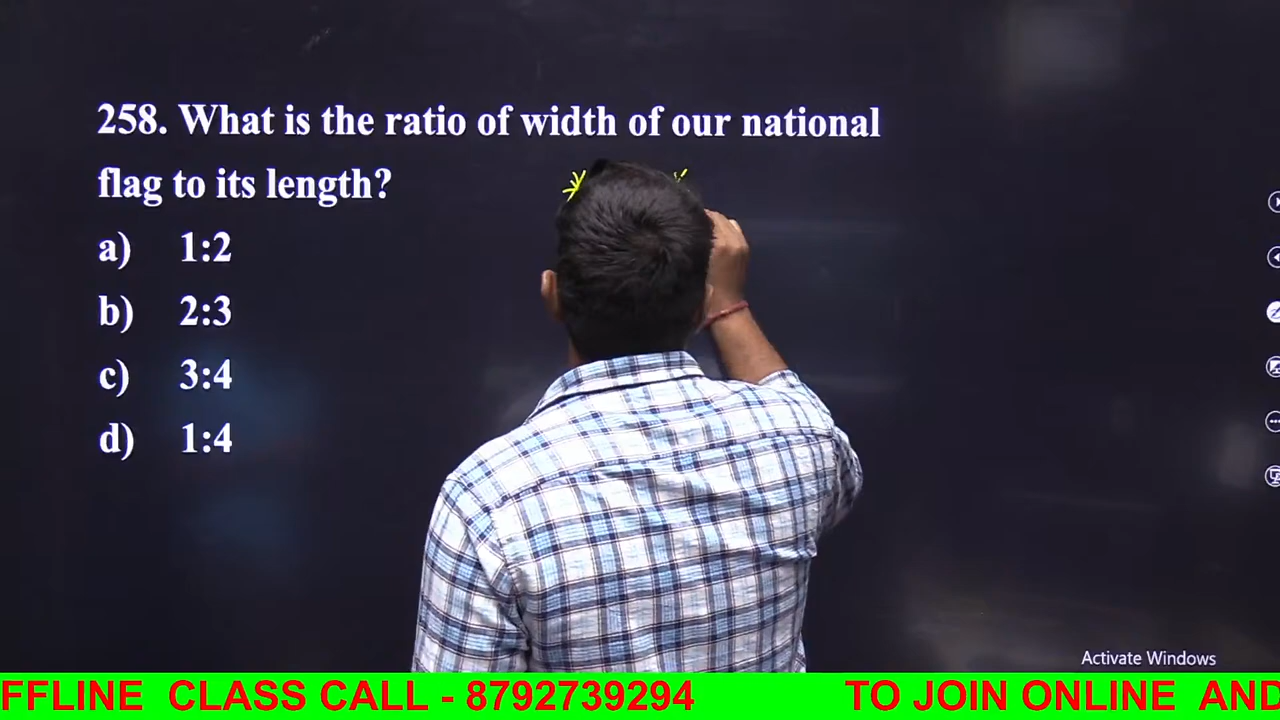 258. What is the ratio of width of our national
flag to its length?
a) 1:2
b) 2:3
c) 3:4
d) 1:4
Activate Windows
FFLINE CLASS CALL - 8792739294 TO JOIN ONLINE AND